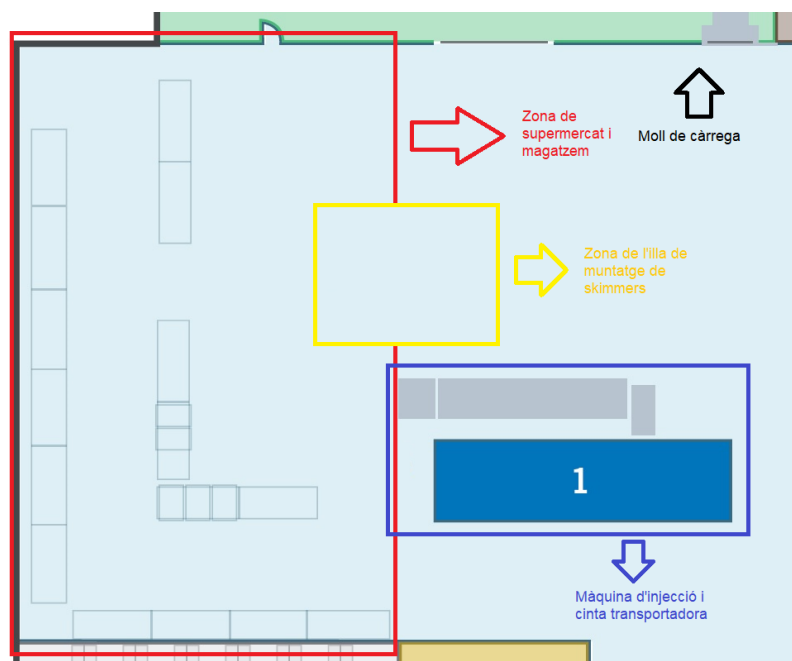 Zona de
supermercat i
magatzem
Moll de càrrega
Zona de l'illa de
muntatge de
skimmers
1
Màquina d'injecció i
cinta transportadora